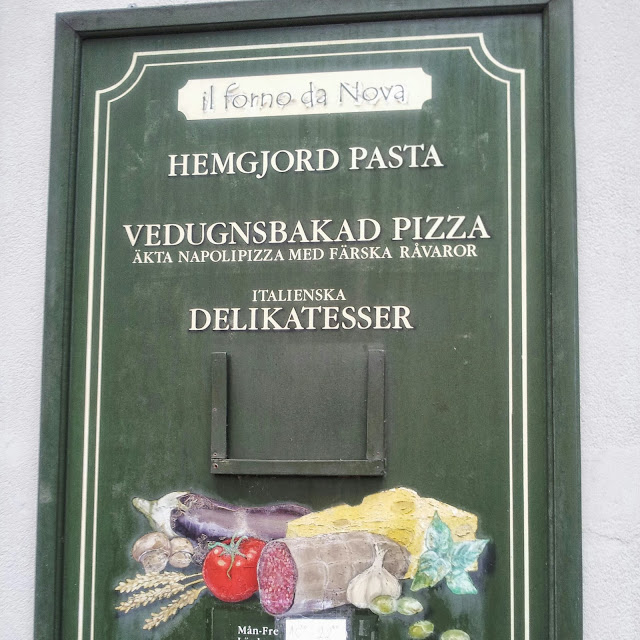 il forno da Nova
HEMGJORD PASTA
VEDUGNSBAKAD PIZZA
ÄKTA NAPOLIPIZZA MED FÄRSKA RÅVAROR
ITALIENSKA
DELIKATESSER
Mån-Fre